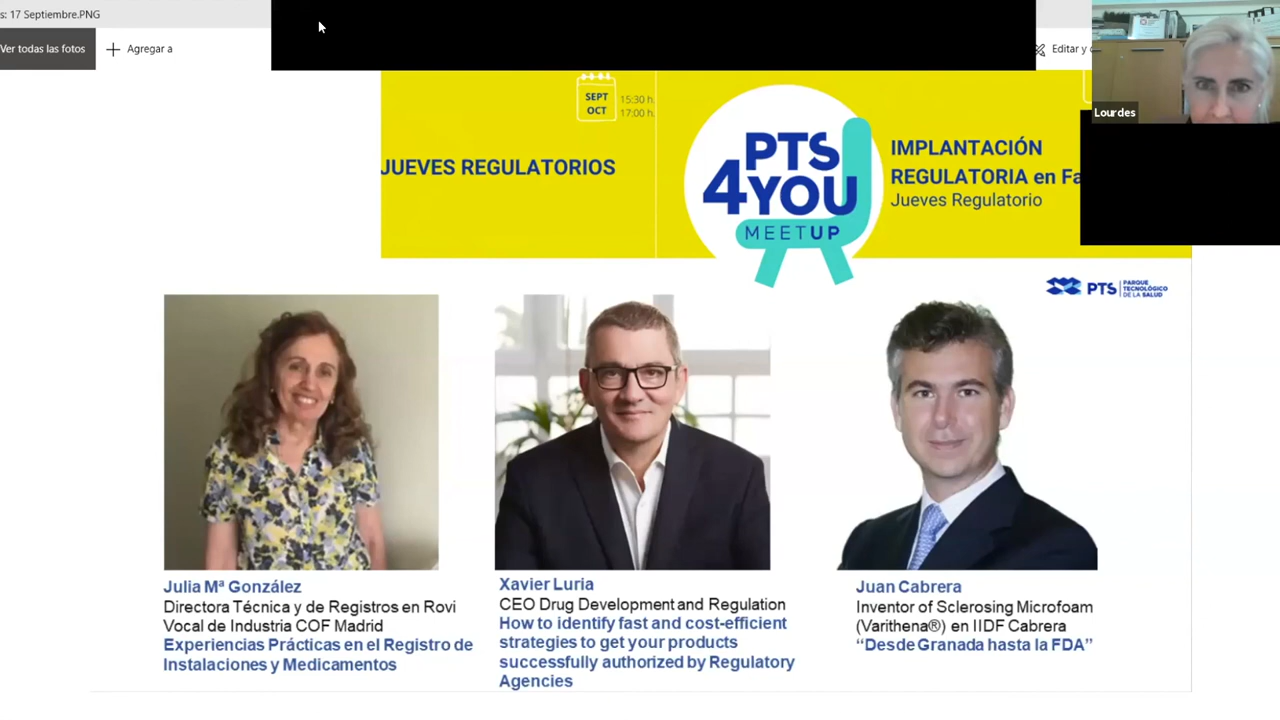 s: 17 Septiembre.PNG
Ver todas las fotos
Agregar a
Editar y
Lourdes
SEPT
OCT
15:30 h.
17:00 h.
JUEVES REGULATORIOS
PTS
4YOU
MEETUP
IMPLANTACIÓN
REGULATORIA en Fa
Jueves Regulatorio
PTS
PARQUE
TECNOLÓGICO
DE LA SALUD
Julia Mª González
Directora Técnica y de Registros en Rovi
Vocal de Industria COF Madrid
Experiencias Prácticas en el Registro de
Instalaciones y Medicamentos
Xavier Luria
CEO Drug Development and Regulation
How to identify fast and cost-efficient
strategies to get your products
successfully authorized by Regulatory
Agencies
Juan Cabrera
Inventor of Sclerosing Microfoam
(Varithena®) en IIDF Cabrera
“Desde Granada hasta la FDA”